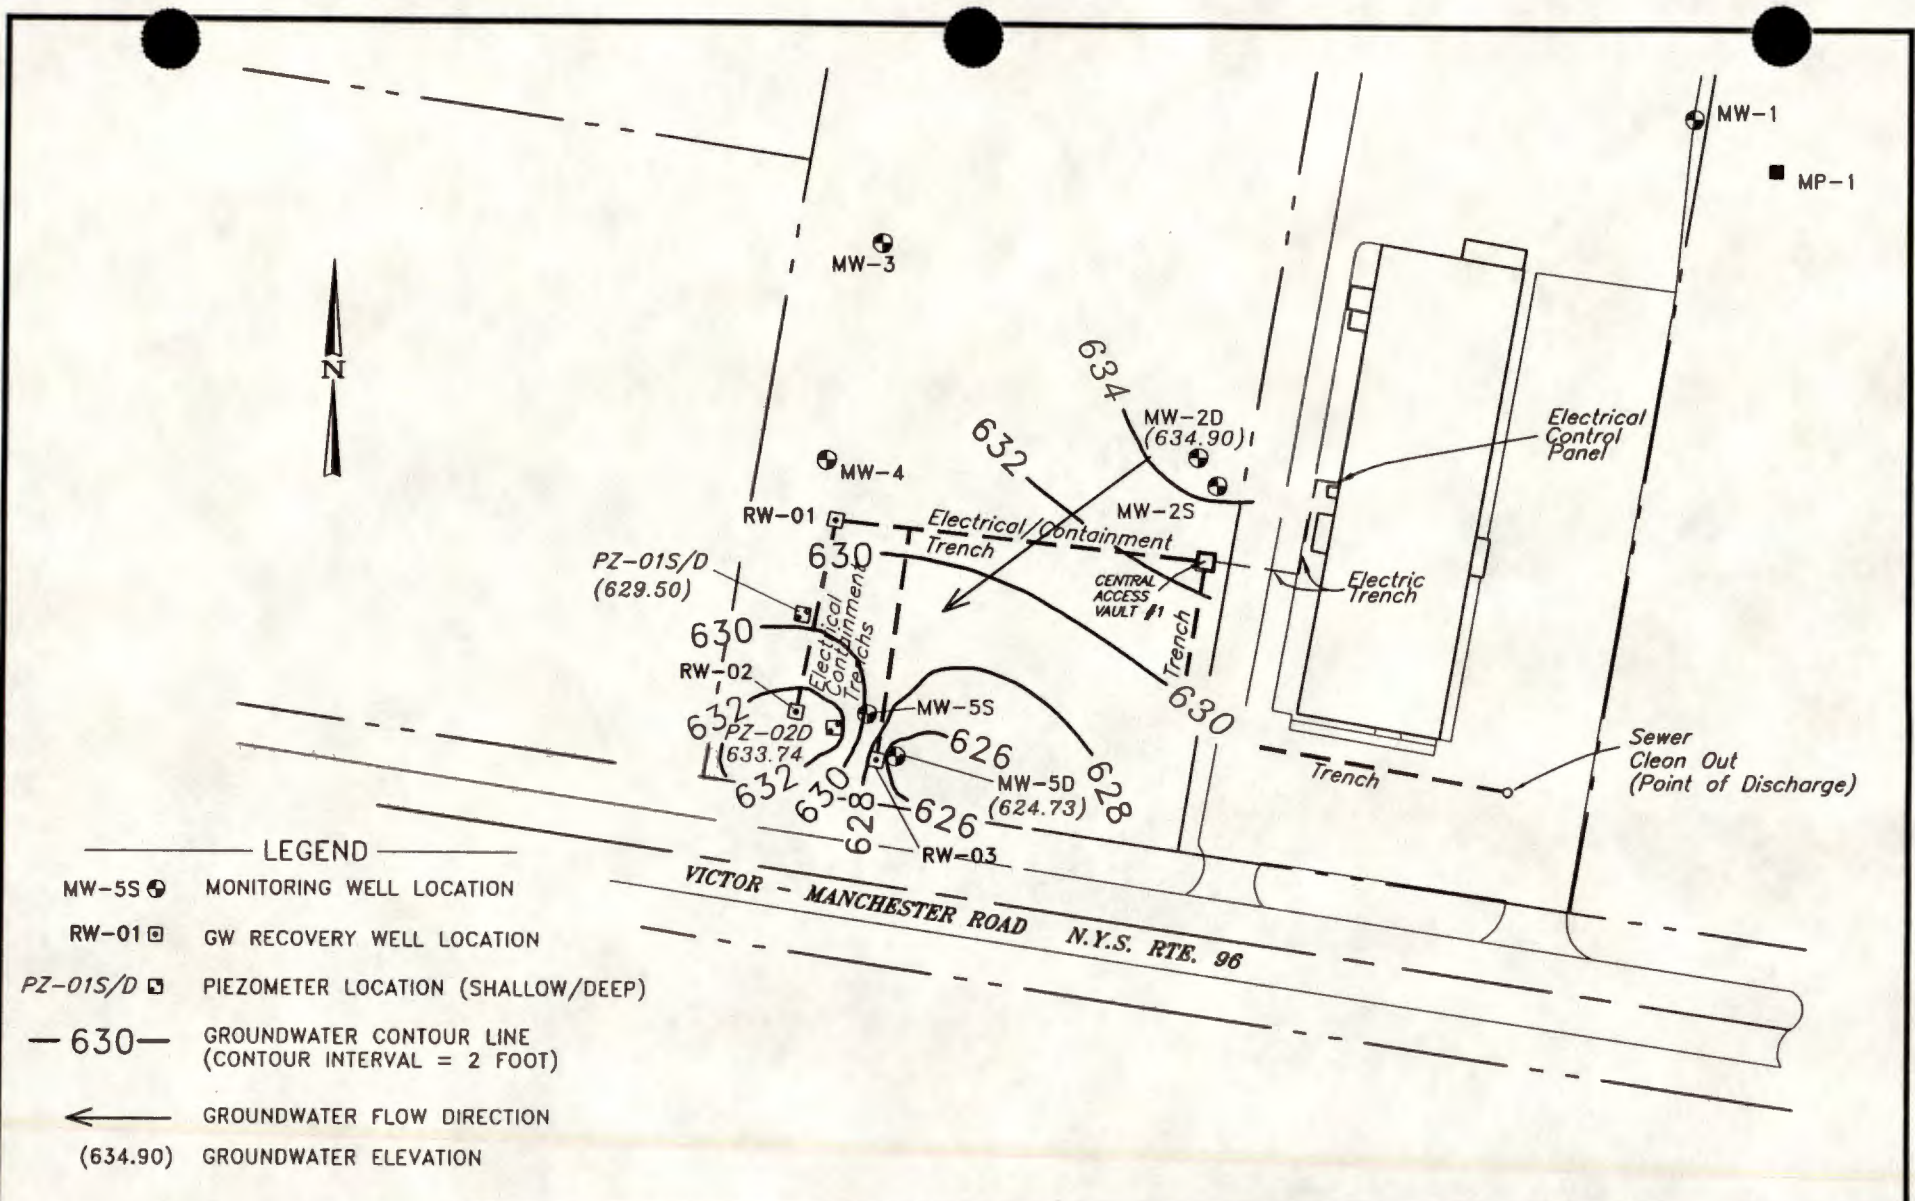 MW-1
MP-1
MW-3
N
634
MW-2D
(634.90)
632
Electrical
Control
Panel
MW-4
MW-2S
RW-01
Electrical/Containment
Trench
630
PZ-01S/D
(629.50)
CENTRAL
ACCESS
VAULT #1
Electric
Trench
630
Electrical
Containment
Trenchs
Trench
RW-02
632
MW-5S
630
PZ-02D
(633.74
626
MW-5D
(624.73)
628
Sewer
Clean Out
(Point of Discharge)
Trench
632
630
628
626
RW-03
VICTOR - MANCHESTER ROAD N.Y.S. RTE. 96
LEGEND
MW-5S MONITORING WELL LOCATION
RW-01 GW RECOVERY WELL LOCATION
PZ-01S/D PIEZOMETER LOCATION (SHALLOW/DEEP)
630 GROUNDWATER CONTOUR LINE
(CONTOUR INTERVAL = 2 FOOT)
GROUNDWATER FLOW DIRECTION
(634.90) GROUNDWATER ELEVATION